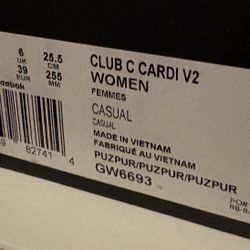 6 25.5
UK CM
39 255
EUR MM
Reebok
CLUB C CARDI V2
WOMEN
FEMMES
CASUAL
CASUAL
MADE IN VIETNAM
FABRIQUÉ AU VIETNAM
PUZPUR/PUZPUR/PUZPUR
GW6693
82741 4